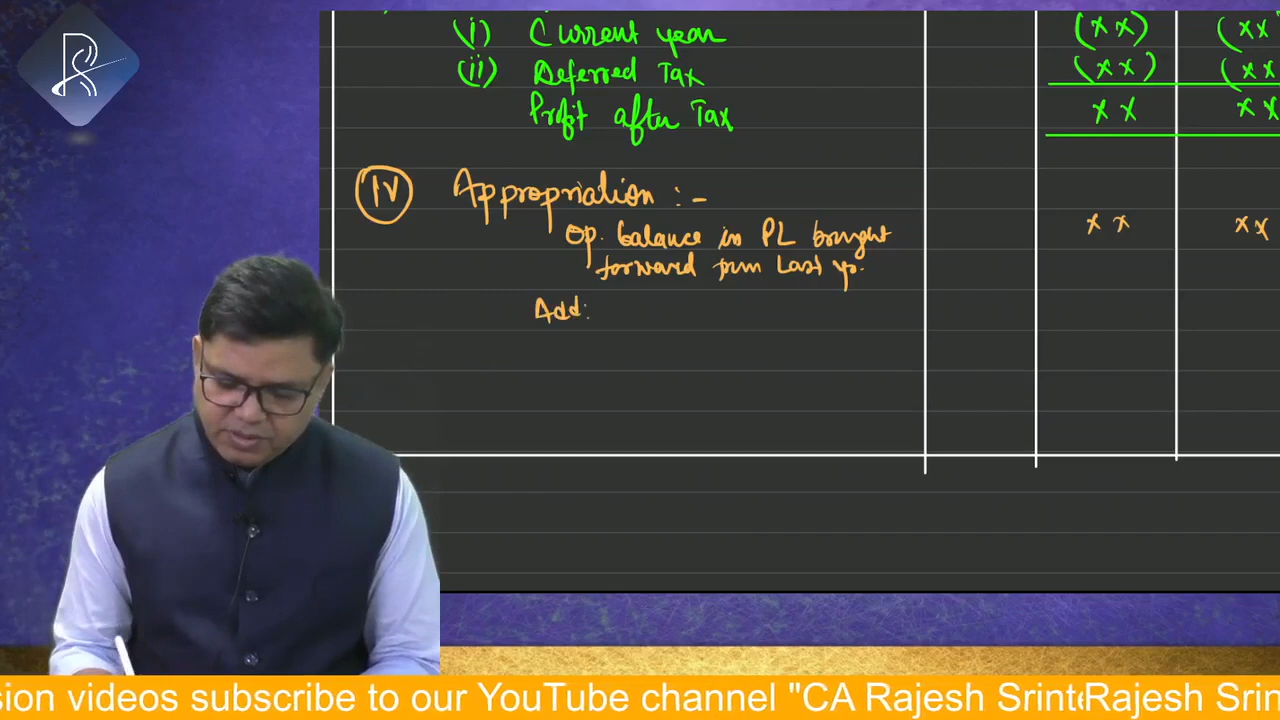 (i) Current year (xx) (xx
(ii) Deferred Tax (xx) (xx
Profit after Tax xx xx
IV Appropriation :-
Op. balance in PL brought xx xx
forward from Last yr.
Add:
sion videos subscribe to our YouTube channel "CA Rajesh SrinteRajesh Srin